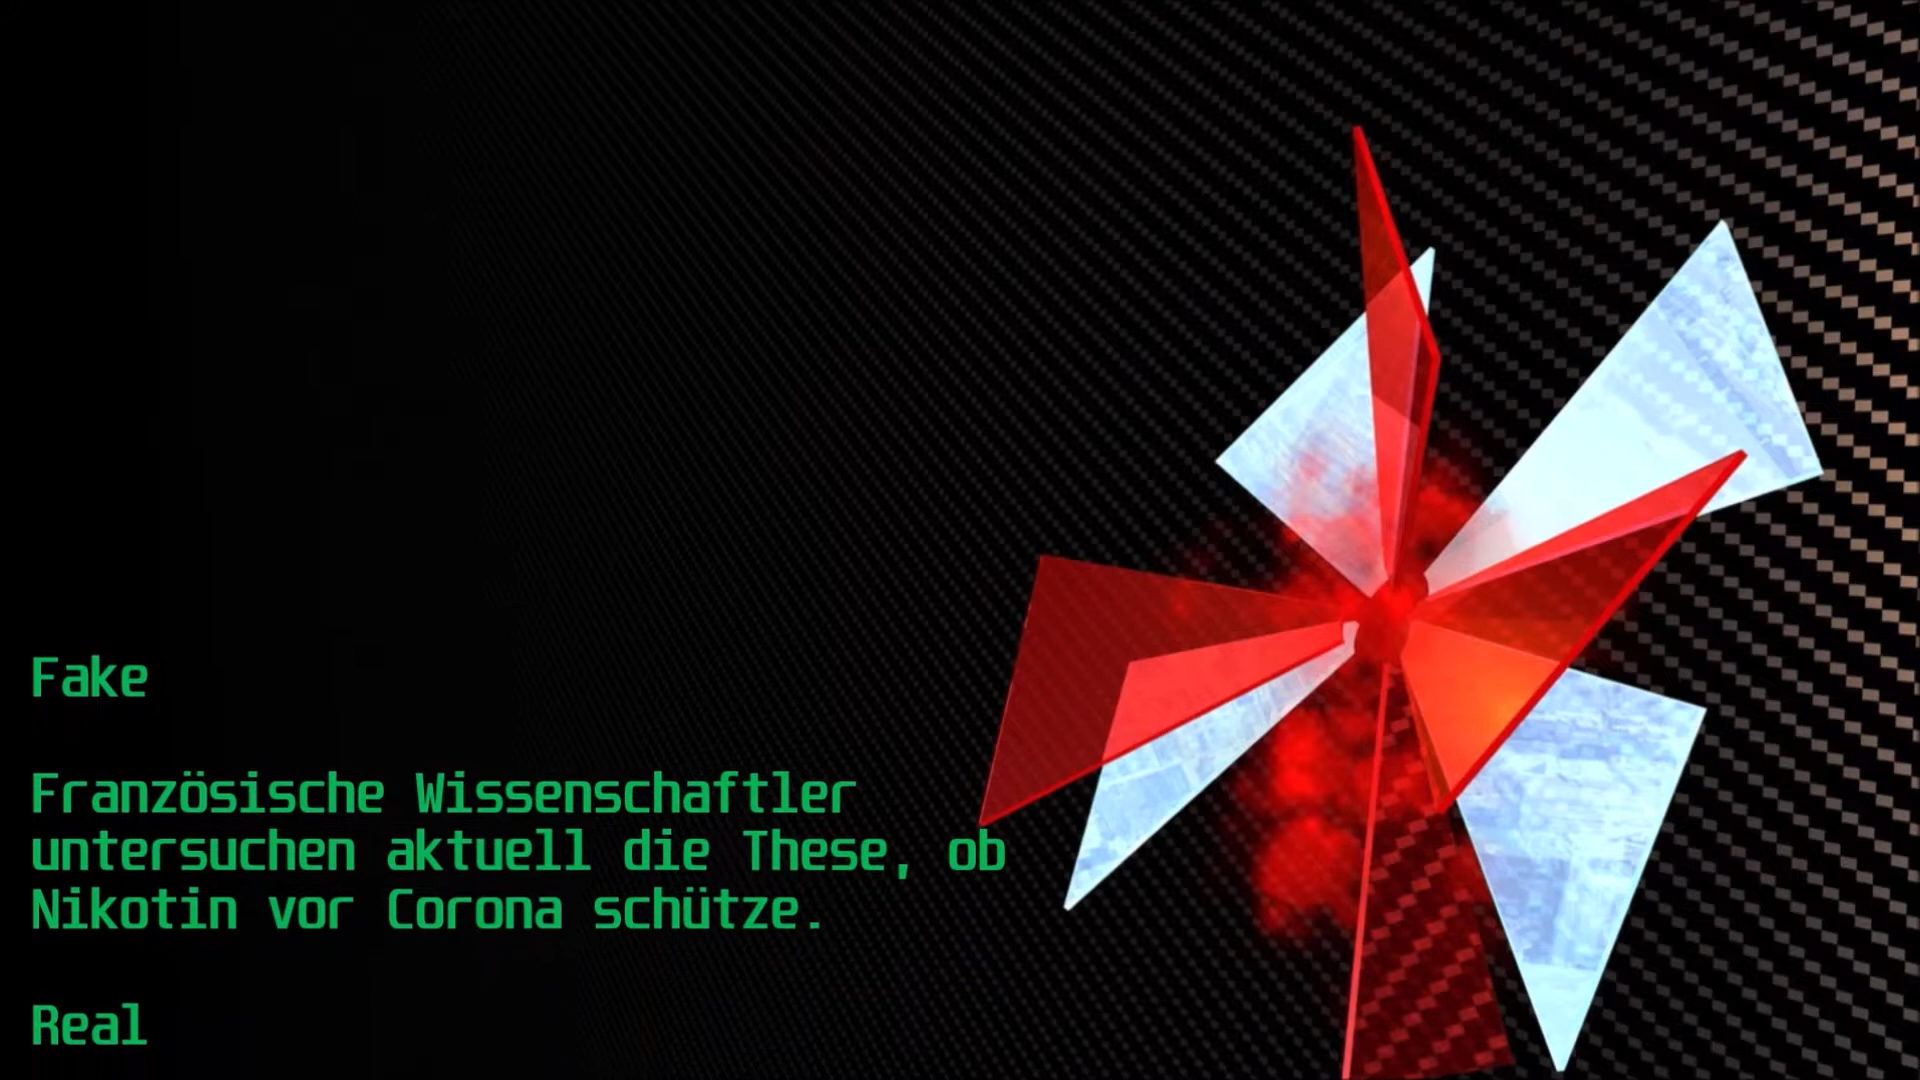 Fake
Französische Wissenschaftler
untersuchen aktuell die These, ob
Nikotin vor Corona schütze.
Real